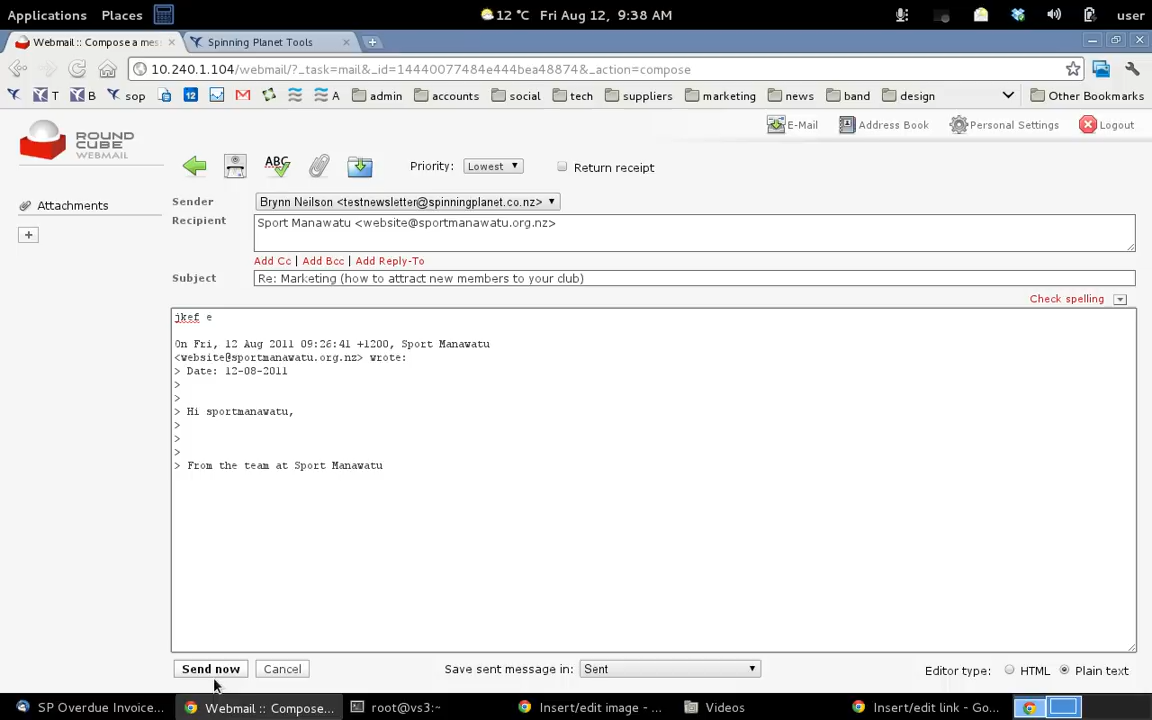 Applications Places 12 °C Fri Aug 12, 9:38 AM user
Webmail :: Compose a mes Spinning Planet Tools
10.240.1.104/webmail/?_task=mail&_id=14440077484e444bea48874&_action=compose
T B sop 12 A admin accounts social tech suppliers marketing news band design Other Bookmarks
ROUND
CUBE
WEBMAIL
E-Mail Address Book Personal Settings Logout
ABC Priority: Lowest Return receipt
Attachments
+
Sender Brynn Neilson <testnewsletter@spinningplanet.co.nz>
Recipient Sport Manawatu <website@sportmanawatu.org.nz>
Add Cc | Add Bcc | Add Reply-To
Subject Re: Marketing (how to attract new members to your club)
Check spelling
jkef e
On Fri, 12 Aug 2011 09:26:41 +1200, Sport Manawatu
<website@sportmanawatu.org.nz> wrote:
> Date: 12-08-2011
>
>
> Hi sportmanawatu,
>
>
>
> From the team at Sport Manawatu
Send now Cancel Save sent message in: Sent Editor type: HTML Plain text
SP Overdue Invoice... Webmail :: Compose... root@vs3:~ Insert/edit image - ... Videos Insert/edit link - Go...